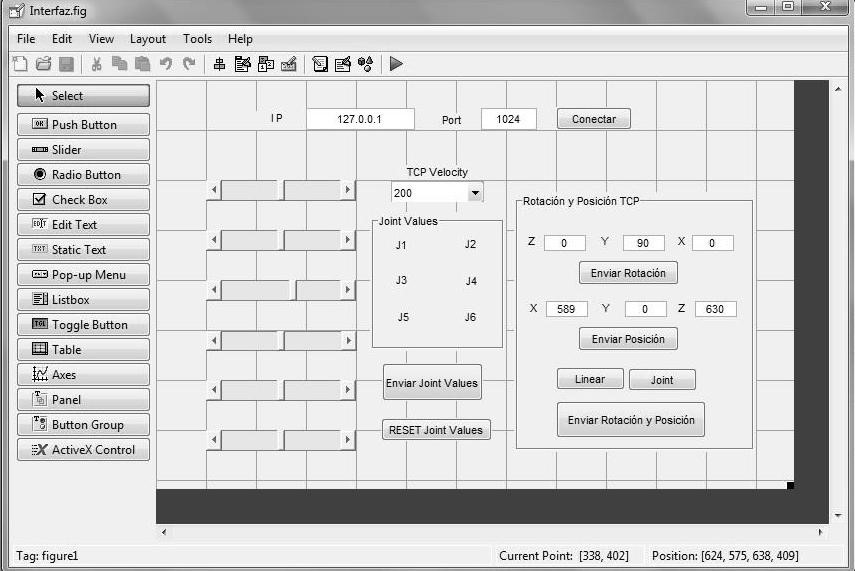 Interfaz.fig
File Edit View Layout Tools Help
Select
Push Button
Slider
Radio Button
Check Box
Edit Text
Static Text
Pop-up Menu
Listbox
Toggle Button
Table
Axes
Panel
Button Group
ActiveX Control
IP 127.0.0.1 Port 1024 Conectar
TCP Velocity
200
Joint Values
J1 J2
J3 J4
J5 J6
Enviar Joint Values
RESET Joint Values
Rotación y Posición TCP
Z 0 Y 90 X 0
Enviar Rotación
X 589 Y 0 Z 630
Enviar Posición
Linear Joint
Enviar Rotación y Posición
Tag: figure1 Current Point: [338, 402] Position: [624, 575, 638, 409]